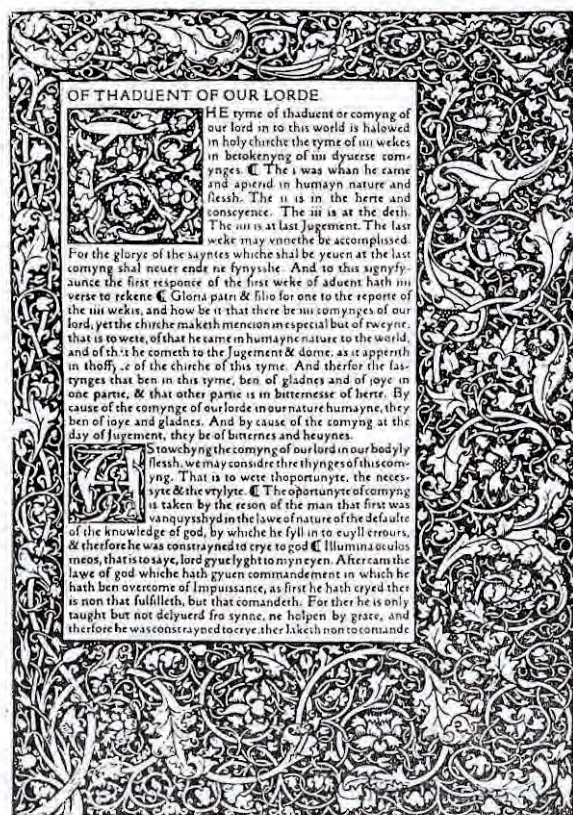 OF THADUENT OF OUR LORDE.
THE tyme of thaduent or comyng of
our lord in to this world is halowed
in holy chirche the tyme of iiii wekes
in betokenyng of iiii dyuerse com-
ynges. ❡ The i was whan he came
and apierid in humayn nature and
flessh. The ii is in the herte and
conscyence. The iii is at the deth.
The iiii is at last Jugement. The last
weke may vnnethe be accomplissed.
For the glorye of the sayntes whiche shal be yeuen at the last
comyng shal neuer ende ne fynysshe. And to this signyfy-
aunce the first responce of the first weke of aduent hath iiii
verse to rekene ❡ Gloria patri & filio for one to the reporte of
the iiii wekis, and how be it that there be iiii comynges of our
lord, yet the chirche maketh mencion in especial but of tweyne,
that is to wete, of that he came in humayne nature to the world,
and of that he cometh to the Jugement & dome, as it apperith
in thoffyce of the chirche of this tyme. And therfor the fas-
tynges that ben in this tyme, ben of gladnes and of joye in
one partie, & that other partie is in bitternesse of herte. By
cause of the comynge of our lorde in our nature humayne, they
ben of ioye and gladnes. And by cause of the comyng at the
day of Jugement, they be of bitternes and heuynes.
AS towchyng the comyng of our lord in our bodyly
flessh, we may considre thre thynges of this com-
yng. That is to wete thoportunyte, the neces-
syte & the vtylyte. ❡ The oportunyte of comyng
is taken by the reson of the man that first was
vanquysshyd in the lawe of nature of the defaulte
of the knowledge of god, by whiche he fyll in to euyll errours,
& therfore he was constrayned to crye to god ❡ Illumina oculos
meos, that is to saye, lord gyue lyght to myn eyen. After cam the
lawe of god whiche hath gyuen commandement in which he
hath ben overcome of Impuissance, as first he hath cryed ther
is non that fulfilleth, but that comandeth. For ther he is only
taught but not delyuerd fro synne, ne holpen by grace, and
therfore he was constrayned to crye, ther lakketh non to comande